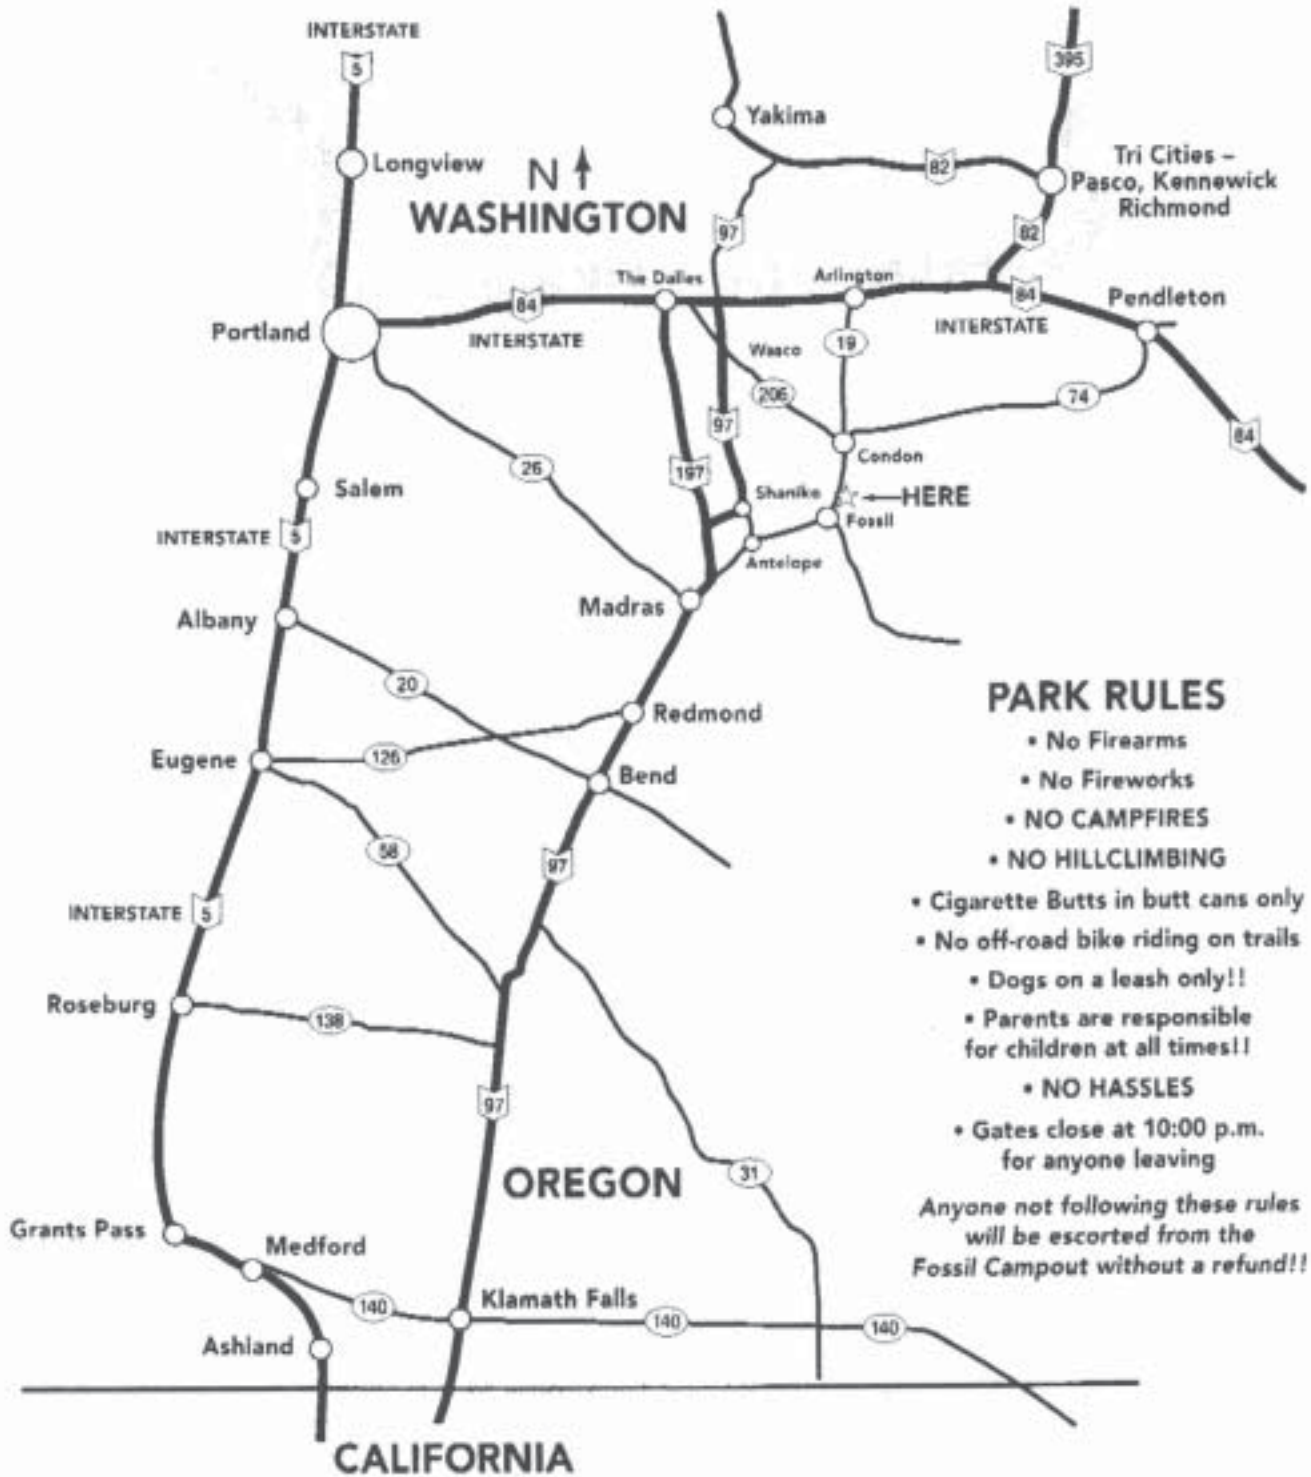 INTERSTATE
5
395
Yakima
Longview
N
WASHINGTON
82
Tri Cities –
Pasco, Kennewick
Richmond
97
82
The Dalles
Arlington
84
INTERSTATE
84
INTERSTATE
Pendleton
Portland
Wasco
19
206
74
97
84
26
197
Condon
Salem
Shaniko
HERE
Fossil
INTERSTATE 5
Antelope
Madras
Albany
20
Redmond
Eugene
126
Bend
58
97
INTERSTATE 5
Roseburg
138
97
OREGON
31
Grants Pass
Medford
140
Klamath Falls
140
140
Ashland
CALIFORNIA
PARK RULES
• No Firearms
• No Fireworks
• NO CAMPFIRES
• NO HILLCLIMBING
• Cigarette Butts in butt cans only
• No off-road bike riding on trails
• Dogs on a leash only!!
• Parents are responsible
for children at all times!!
• NO HASSLES
• Gates close at 10:00 p.m.
for anyone leaving
Anyone not following these rules
will be escorted from the
Fossil Campout without a refund!!